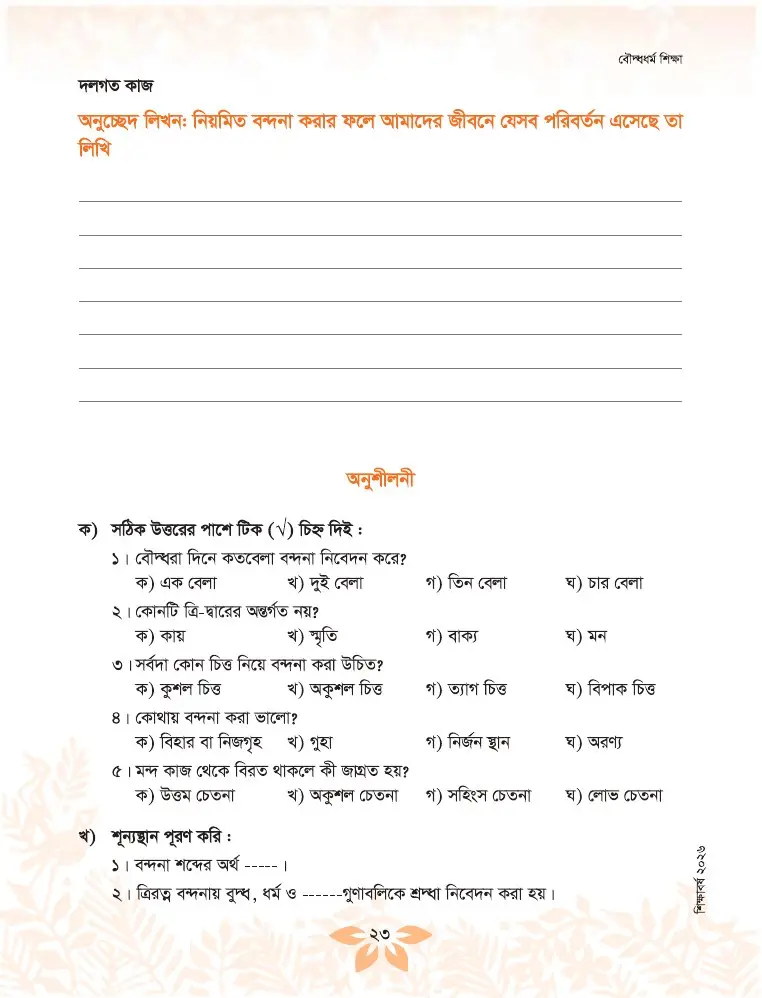 বৌদ্ধধর্ম শিক্ষা
দলগত কাজ
অনুচ্ছেদ লিখন: নিয়মিত বন্দনা করার ফলে আমাদের জীবনে যেসব পরিবর্তন এসেছে তা
লিখি
অনুশীলনী
ক) সঠিক উত্তরের পাশে টিক (√) চিহ্ন দিই :
১। বৌদ্ধরা দিনে কতবেলা বন্দনা নিবেদন করে?
ক) এক বেলা খ) দুই বেলা গ) তিন বেলা ঘ) চার বেলা
২। কোনটি ত্রি-দ্বারের অন্তর্গত নয়?
ক) কায় খ) স্মৃতি গ) বাক্য ঘ) মন
৩। সর্বদা কোন চিত্ত নিয়ে বন্দনা করা উচিত?
ক) কুশল চিত্ত খ) অকুশল চিত্ত গ) ত্যাগ চিত্ত ঘ) বিপাক চিত্ত
৪। কোথায় বন্দনা করা ভালো?
ক) বিহার বা নিজগৃহ খ) গুহা গ) নির্জন স্থান ঘ) অরণ্য
৫। মন্দ কাজ থেকে বিরত থাকলে কী জাগ্রত হয়?
ক) উত্তম চেতনা খ) অকুশল চেতনা গ) সহিংস চেতনা ঘ) লোভ চেতনা
খ) শূন্যস্থান পূরণ করি :
১। বন্দনা শব্দের অর্থ -----।
২। ত্রিরত্ন বন্দনায় বুদ্ধ, ধর্ম ও ------গুণাবলিকে শ্রদ্ধা নিবেদন করা হয়।
শিক্ষাবর্ষ ২০২৬
২৩